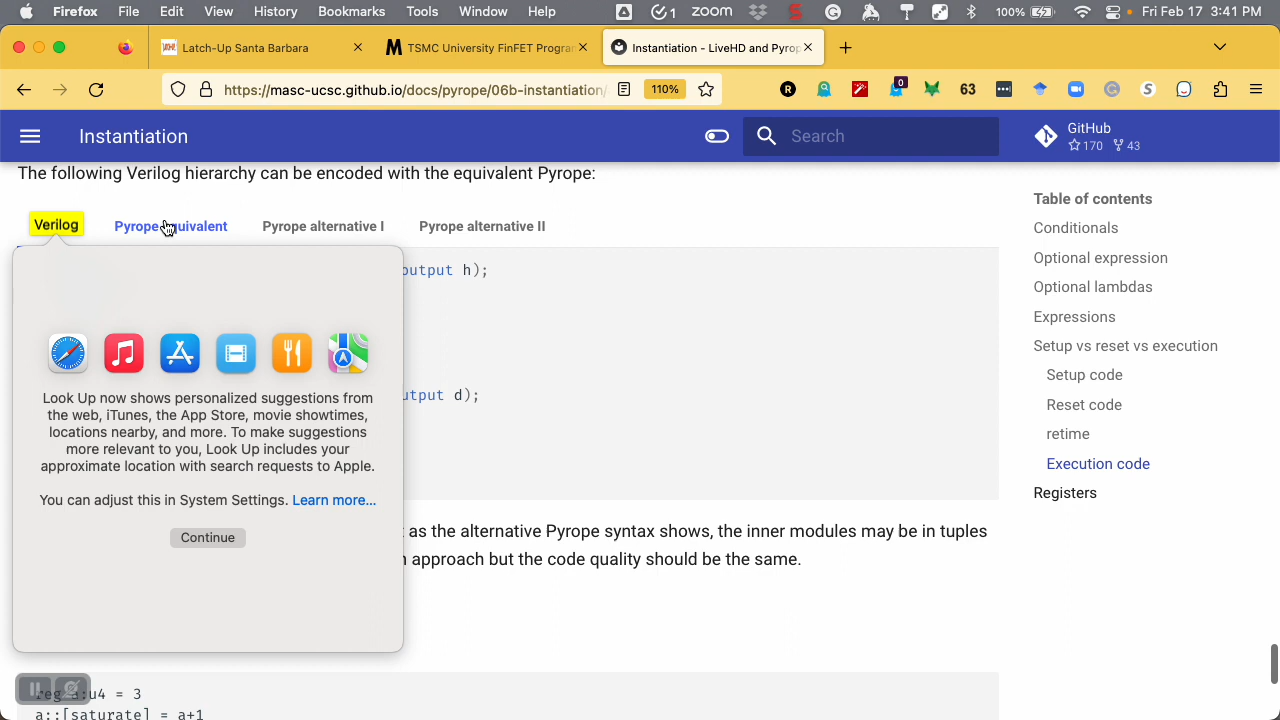 Firefox File Edit View History Bookmarks Tools Window Help 1 zoom 100% Fri Feb 17 3:41 PM
Latch-Up Santa Barbara TSMC University FinFET Progra Instantiation - LiveHD and Pyrop
https://masc-ucsc.github.io/docs/pyrope/06b-instantiation/ 110% 0 63
Instantiation
Search
GitHub
170 43
The following Verilog hierarchy can be encoded with the equivalent Pyrope:
Verilog Pyrope equivalent Pyrope alternative I Pyrope alternative II
output h);
utput d);
as the alternative Pyrope syntax shows, the inner modules may be in tuples
approach but the code quality should be the same.
Look Up now shows personalized suggestions from
the web, iTunes, the App Store, movie showtimes,
locations nearby, and more. To make suggestions
more relevant to you, Look Up includes your
approximate location with search requests to Apple.
You can adjust this in System Settings. Learn more...
Continue
reg a:u4 = 3
a::[saturate] = a+1
Table of contents
Conditionals
Optional expression
Optional lambdas
Expressions
Setup vs reset vs execution
Setup code
Reset code
retime
Execution code
Registers